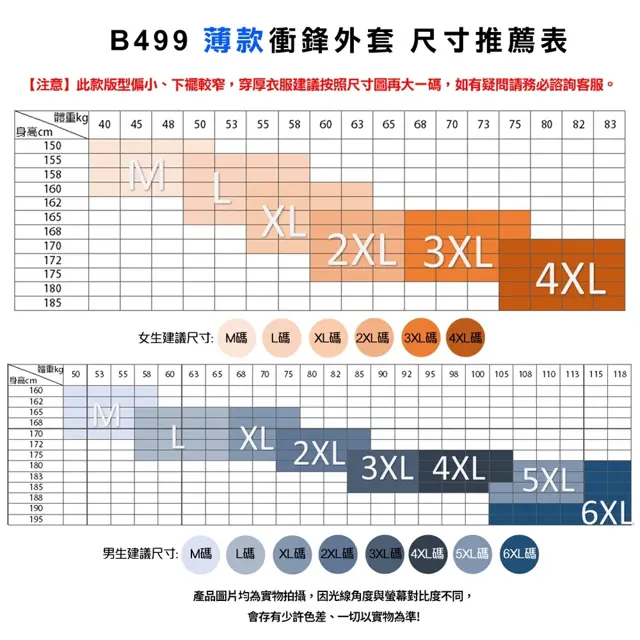 B499 薄款衝鋒外套 尺寸推薦表
【注意】此款版型偏小、下襬較窄，穿厚衣服建議按照尺寸圖再大一碼，如有疑問請務必諮詢客服。
體重kg 40 45 48 50 53 55 58 60 63 65 68 70 73 75 80 82 83
身高cm
150
155
158
160
162
165
168
170
172
175
180
185
M
L
XL
2XL
3XL
4XL
女生建議尺寸: M碼 L碼 XL碼 2XL碼 3XL碼 4XL碼
體重kg 50 53 55 58 60 63 65 68 70 75 80 85 90 92 95 98 100 105 110 113 115 118
身高cm
160
162
165
168
170
172
175
180
183
185
188
190
195
M
L
XL
2XL
3XL
4XL
5XL
6XL
男生建議尺寸: M碼 L碼 XL碼 2XL碼 3XL碼 4XL碼 5XL碼 6XL碼
產品圖片均為實物拍攝，因光線角度與螢幕對比度不同，
會存有少許色差、一切以實物為準!